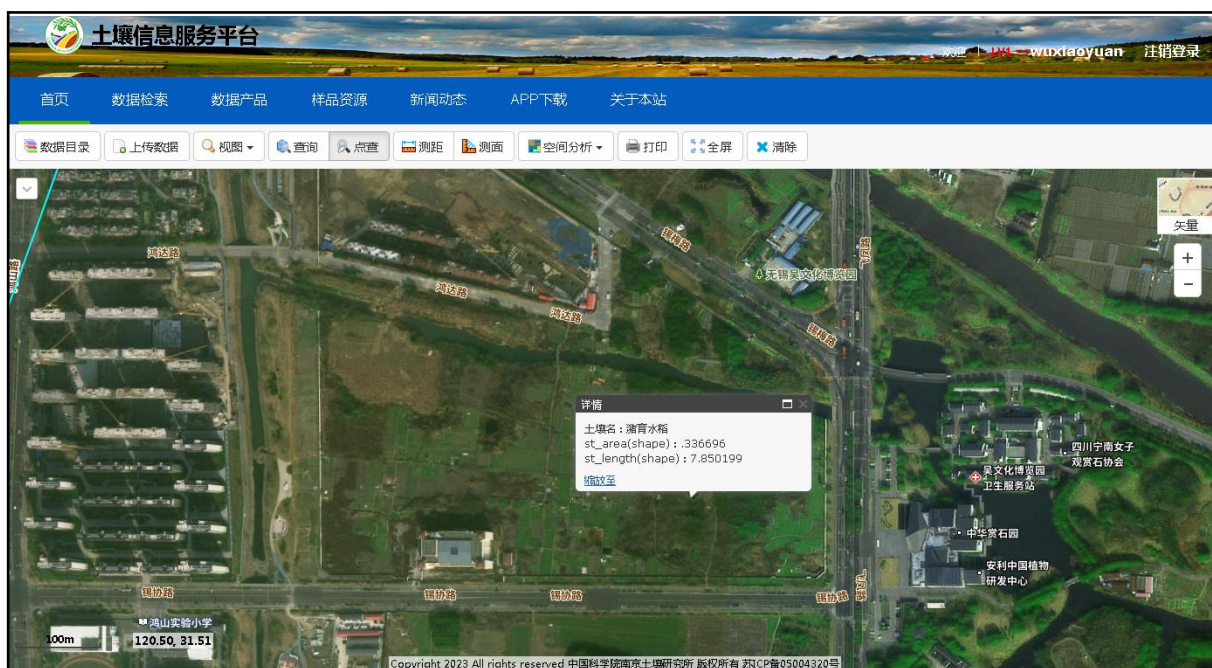 土壤信息服务平台
欢迎 | LV1 wuxiaoyuan 注销登录
首页 数据检索 数据产品 样品资源 新闻动态 APP下载 关于本站
数据目录 上传数据 视图 查询 点查 测距 测面 空间分析 打印 全屏 清除
矢量
+
-
鸿达路
鸿达路
鸿达路
锡梅路
飞凤路
无锡吴文化博览园
锡梅路
详情
土壤名:潴育水稻
st_area(shape) : .336696
st_length(shape) : 7.850199
缩放至
四川宁南女子
观赏石协会
吴文化博览园
卫生服务站
中华赏石园
安利中国植物
研发中心
锡协路
锡协路
锡协路
锡协路
飞凤路
鸿山实验小学
100m
120.50, 31.51
Copyright 2023 All rights reserved 中国科学院南京土壤研究所 版权所有 苏ICP备05004320号